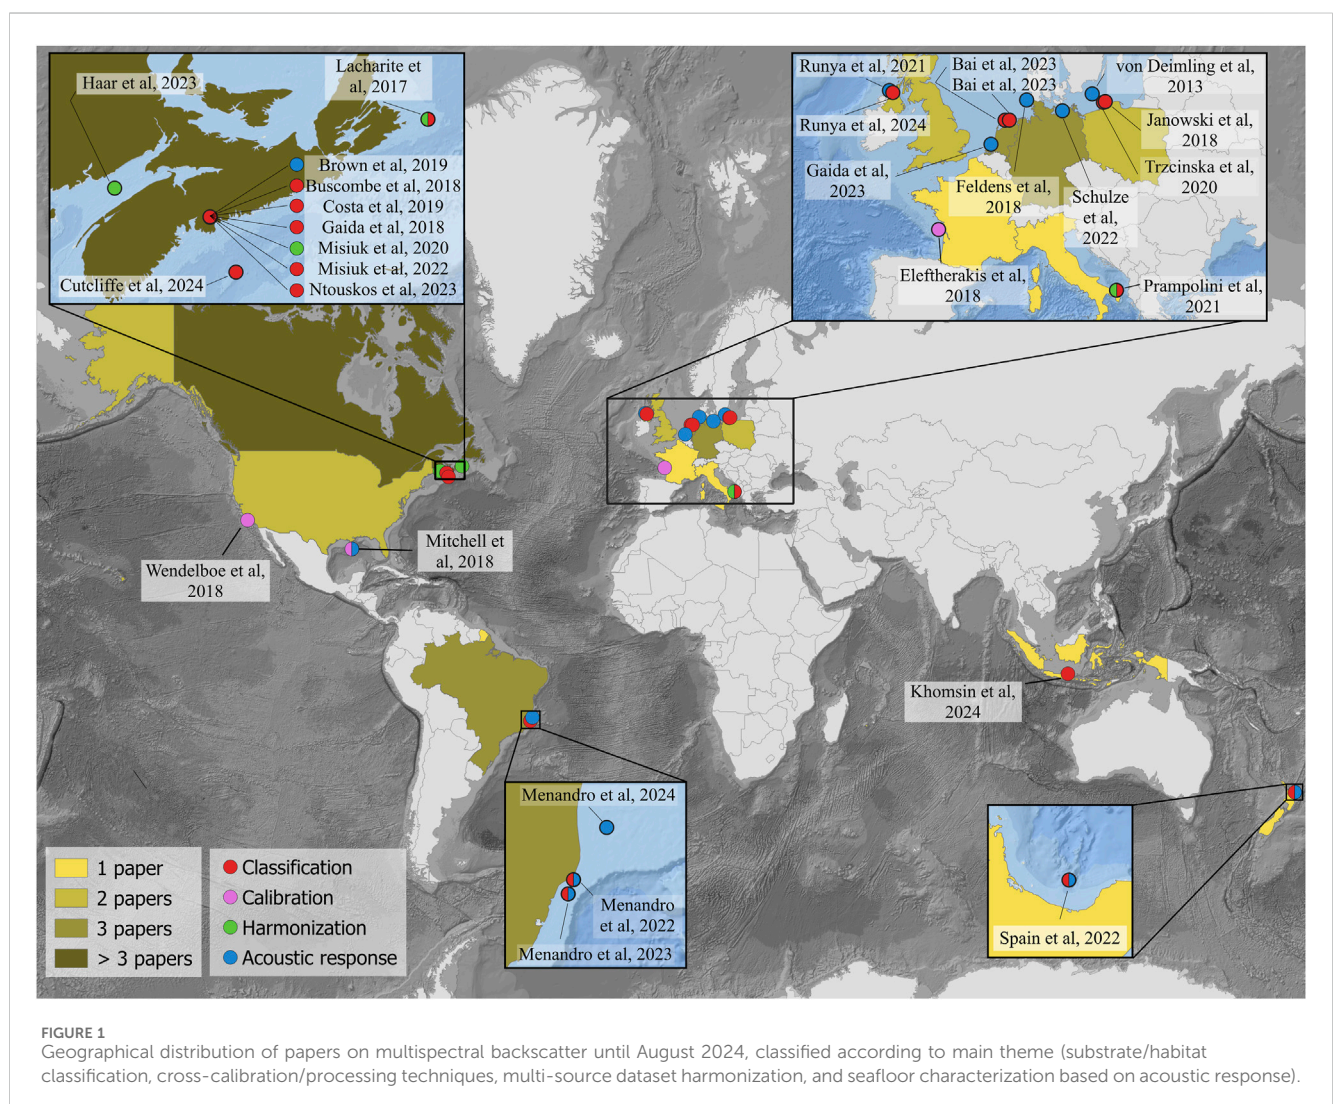 Haar et al, 2023
Lacharite et
al, 2017
Brown et al, 2019
Buscombe et al, 2018
Costa et al, 2019
Gaida et al, 2018
Misiuk et al, 2020
Misiuk et al, 2022
Ntouskos et al, 2023
Cutcliffe et al, 2024
Runya et al, 2021
Bai et al, 2023
Bai et al, 2023
von Deimling et al,
2013
Runya et al, 2024
Janowski et al,
2018
Gaida et al,
2023
Feldens et al,
2018
Trzcinska et al,
2020
Schulze
et al,
2022
Eleftherakis et al,
2018
Prampolini et al,
2021
Wendelboe et al,
2018
Mitchell et
al, 2018
Khomsin et al,
2024
Menandro et al, 2024
Menandro
et al, 2022
Menandro et al, 2023
Spain et al, 2022
1 paper
2 papers
3 papers
> 3 papers
Classification
Calibration
Harmonization
Acoustic response
FIGURE 1
Geographical distribution of papers on multispectral backscatter until August 2024, classified according to main theme (substrate/habitat
classification, cross-calibration/processing techniques, multi-source dataset harmonization, and seafloor characterization based on acoustic response).